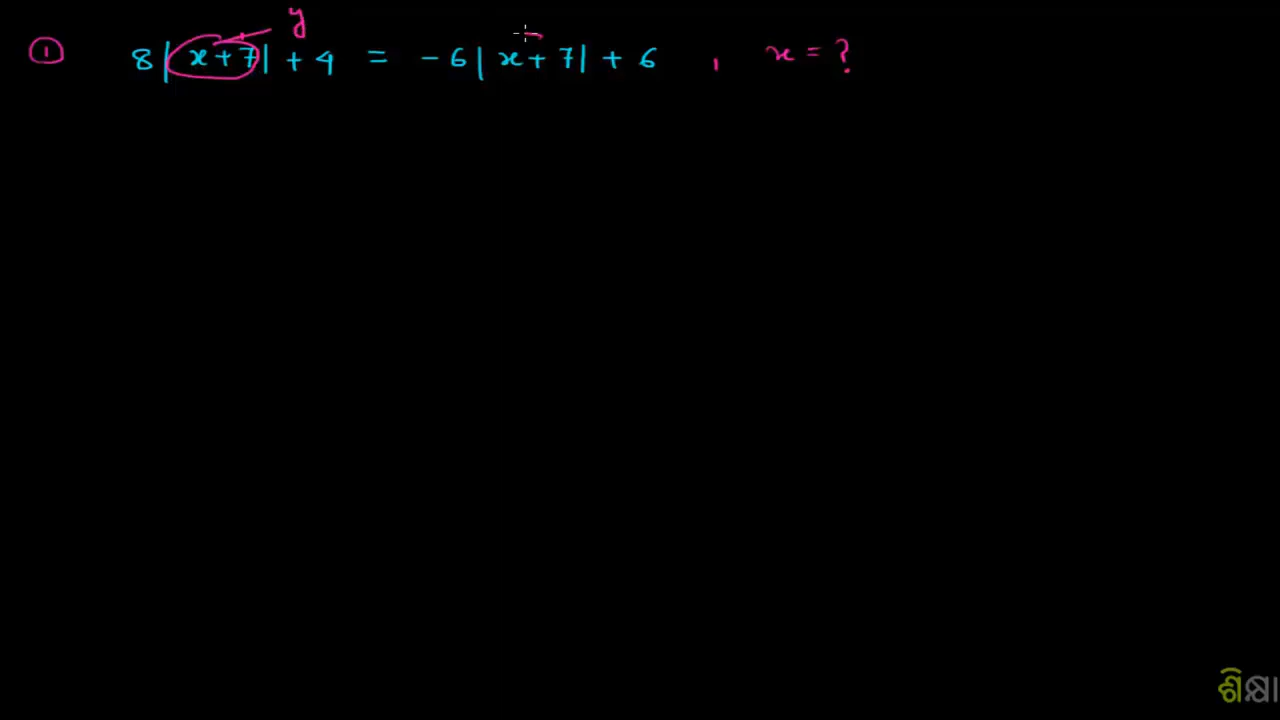 y
① 8|x+7| + 4 = -6|x+7| + 6 , x = ?
ଶିକ୍ଷା